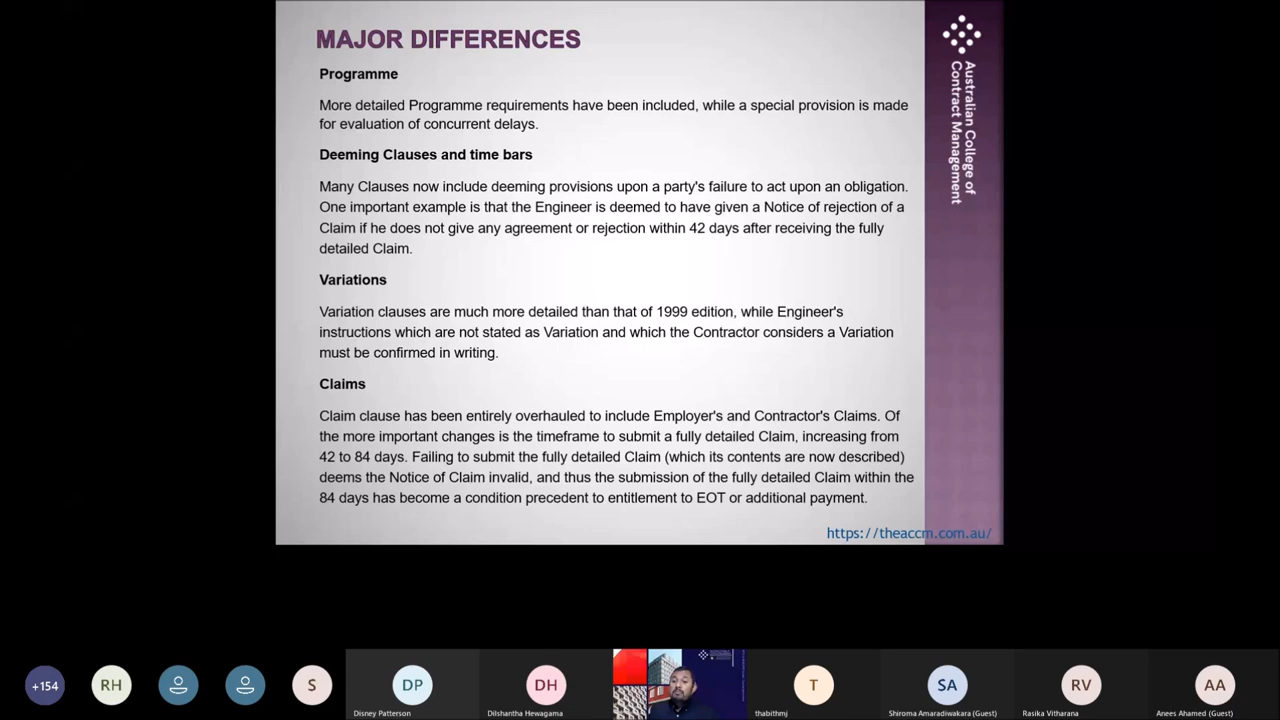 MAJOR DIFFERENCES
Programme
More detailed Programme requirements have been included, while a special provision is made
for evaluation of concurrent delays.
Deeming Clauses and time bars
Many Clauses now include deeming provisions upon a party's failure to act upon an obligation.
One important example is that the Engineer is deemed to have given a Notice of rejection of a
Claim if he does not give any agreement or rejection within 42 days after receiving the fully
detailed Claim.
Variations
Variation clauses are much more detailed than that of 1999 edition, while Engineer's
instructions which are not stated as Variation and which the Contractor considers a Variation
must be confirmed in writing.
Claims
Claim clause has been entirely overhauled to include Employer's and Contractor's Claims. Of
the more important changes is the timeframe to submit a fully detailed Claim, increasing from
42 to 84 days. Failing to submit the fully detailed Claim (which its contents are now described)
deems the Notice of Claim invalid, and thus the submission of the fully detailed Claim within the
84 days has become a condition precedent to entitlement to EOT or additional payment.
https://theaccm.com.au/
Australian College of
Contract Management
+154
RH
S
DP
DH
T
SA
RV
AA
Disney Patterson
Dilshantha Hewagama
thabithmj
Shiroma Amaradiwakara (Guest)
Rasika Vitharana
Anees Ahamed (Guest)